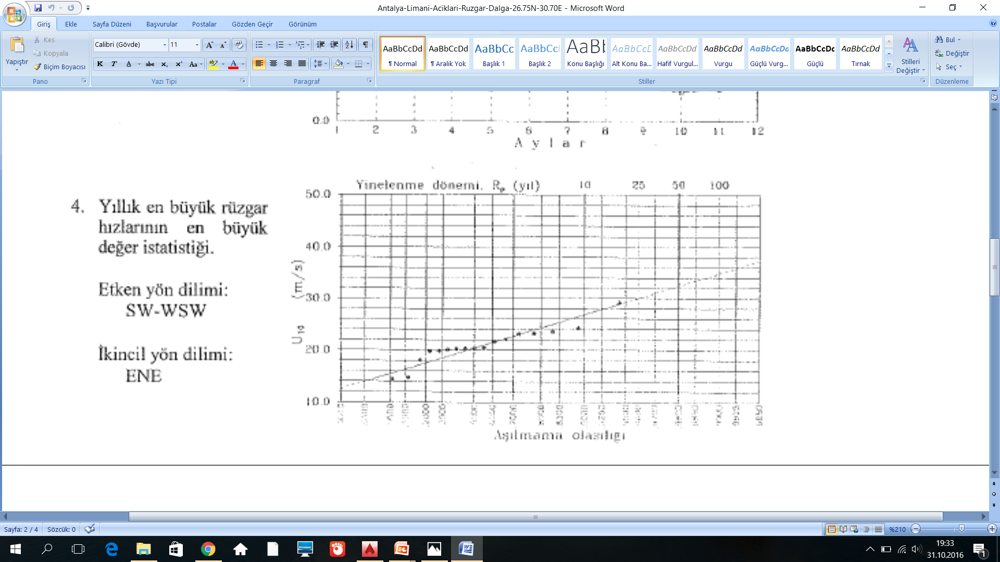 Antalya-Limani-Aciklari-Ruzgar-Dalga-26.75N-30.70E - Microsoft Word
Giriş Ekle Sayfa Düzeni Başvurular Postalar Gözden Geçir Görünüm
Yapıştır
Kes
Kopyala
Biçim Boyacısı
Pano
Calibri (Gövde) 11
K T A abc x₂ x² Aa ab A
Yazı Tipi
Paragraf
AaBbCcDd AaBbCcDd AaBbCc AaBbCcI AaBb AaBbCcD AaBbCcDd AaBbCcDd AaBbCcDd AaBbCcDc AaBbCcDd
¶ Normal ¶ Aralık Yok Başlık 1 Başlık 2 Konu Başlığı Alt Konu Ba... Hafif Vurgul... Vurgu Güçlü Vurg... Güçlü Tırnak
Stiller
Stilleri
Değiştir
Bul
Değiştir
Seç
Düzenleme
0.0
1 2 3 4 5 6 7 8 9 10 11 12
Aylar
4. Yıllık en büyük rüzgar
hızlarının en büyük
değer istatistiği.
Etken yön dilimi:
SW-WSW
İkincil yön dilimi:
ENE
Yinelenme dönemi, Rp (yıl) 10 25 50 100
50.0
40.0
30.0
20.0
10.0
U10 (m/s)
Aşılmama olasılığı
Sayfa: 2 / 4 Sözcük: 0
%210
19:33
31.10.2016
1